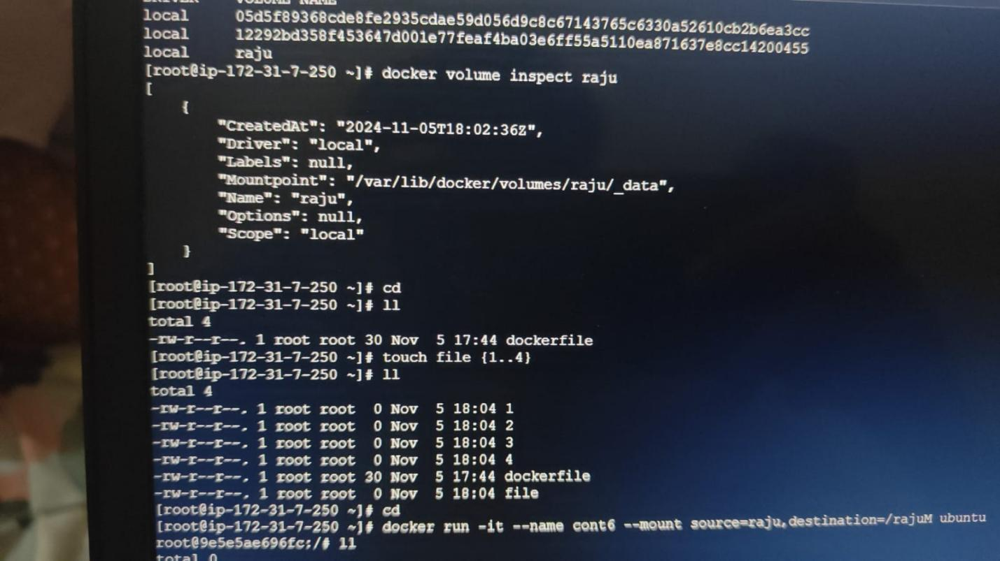 DRIVER VOLUME NAME
local 05d5f89368cde8fe2935cdae59d056d9c8c67143765c6330a52610cb2b6ea3cc
local 12292bd358f453647d001e77feaf4ba03e6ff55a5110ea871637e8cc14200455
local raju
[root@ip-172-31-7-250 ~]# docker volume inspect raju
[
    {
        "CreatedAt": "2024-11-05T18:02:36Z",
        "Driver": "local",
        "Labels": null,
        "Mountpoint": "/var/lib/docker/volumes/raju/_data",
        "Name": "raju",
        "Options": null,
        "Scope": "local"
    }
]
[root@ip-172-31-7-250 ~]# cd
[root@ip-172-31-7-250 ~]# ll
total 4
-rw-r--r--. 1 root root 30 Nov  5 17:44 dockerfile
[root@ip-172-31-7-250 ~]# touch file {1..4}
[root@ip-172-31-7-250 ~]# ll
total 4
-rw-r--r--. 1 root root  0 Nov  5 18:04 1
-rw-r--r--. 1 root root  0 Nov  5 18:04 2
-rw-r--r--. 1 root root  0 Nov  5 18:04 3
-rw-r--r--. 1 root root  0 Nov  5 18:04 4
-rw-r--r--. 1 root root 30 Nov  5 17:44 dockerfile
-rw-r--r--. 1 root root  0 Nov  5 18:04 file
[root@ip-172-31-7-250 ~]# cd
[root@ip-172-31-7-250 ~]# docker run -it --name cont6 --mount source=raju,destination=/rajuM ubuntu
root@9e5e5ae696fc:/# ll
total 0